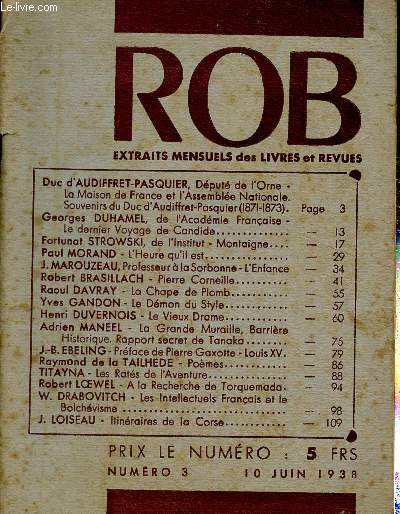 Le-livre.com
ROB
EXTRAITS MENSUELS des LIVRES et REVUES
Duc d'AUDIFFRET-PASQUIER, Député de l'Orne -
La Maison de France et l'Assemblée Nationale.
Souvenirs du Duc d'Audiffret-Pasquier (1871-1873). Page 3
Georges DUHAMEL, de l'Académie Française -
Le dernier Voyage de Candide............ — 13
Fortunat STROWSKI, de l'Institut - Montaigne.... — 17
Paul MORAND - L'Heure qu'il est............ — 29
J. MAROUZEAU, Professeur à la Sorbonne - L'Enfance — 34
Robert BRASILLACH - Pierre Corneille............ — 41
Raoul DAVRAY - La Chape de Plomb............ — 55
Yves GANDON - Le Démon du Style............ — 57
Henri DUVERNOIS - Le Vieux Drame............ — 60
Adrien MANEEL - La Grande Muraille, Barrière
Historique. Rapport secret de Tanaka............ — 75
J.-B. EBELING - Préface de Pierre Gaxotte - Louis XV. — 79
Raymond de la TAILHEDE - Poèmes............ — 86
TITAYNA - Les Ratés de l'Aventure............ — 88
Robert LŒWEL - A la Recherche de Torquemada. — 94
W. DRABOVITCH - Les Intellectuels Français et le
Bolchévisme............ — 98
J. LOISEAU - Itinéraires de la Corse............ — 109
PRIX LE NUMÉRO : 5 FRS
NUMÉRO 3 10 JUIN 1938